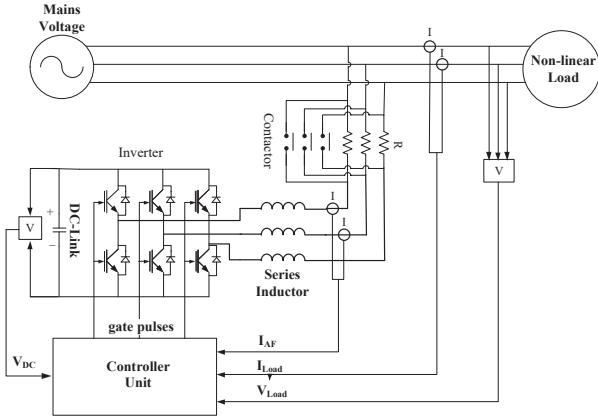 Mains
Voltage
I
I
Non-linear
Load
Contactor
R
V
Inverter
I
I
V
+
−
DC-Link
Series
Inductor
gate pulses
I_AF
V_DC
Controller
Unit
I_Load
V_Load